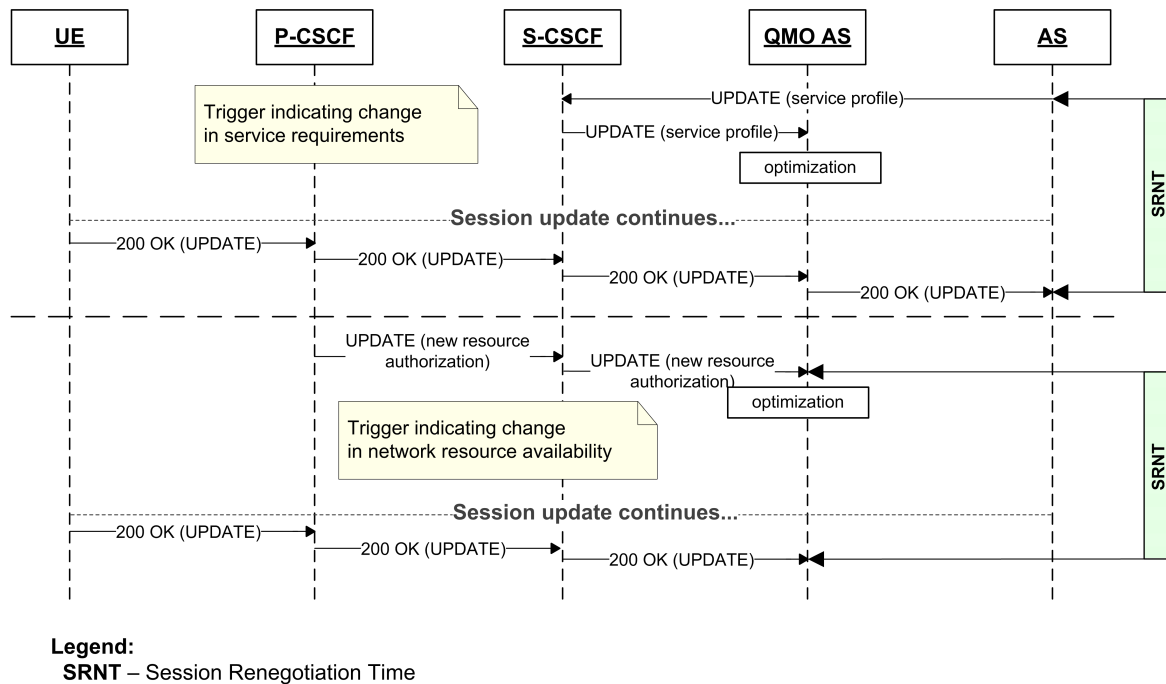 UE
P-CSCF
S-CSCF
QMO AS
AS
Trigger indicating change
in service requirements
UPDATE (service profile)
UPDATE (service profile)
optimization
SRNT
Session update continues...
200 OK (UPDATE)
200 OK (UPDATE)
200 OK (UPDATE)
200 OK (UPDATE)
UPDATE (new resource
authorization)
UPDATE (new resource
authorization)
optimization
Trigger indicating change
in network resource availability
SRNT
Session update continues...
200 OK (UPDATE)
200 OK (UPDATE)
200 OK (UPDATE)
Legend:
SRNT – Session Renegotiation Time